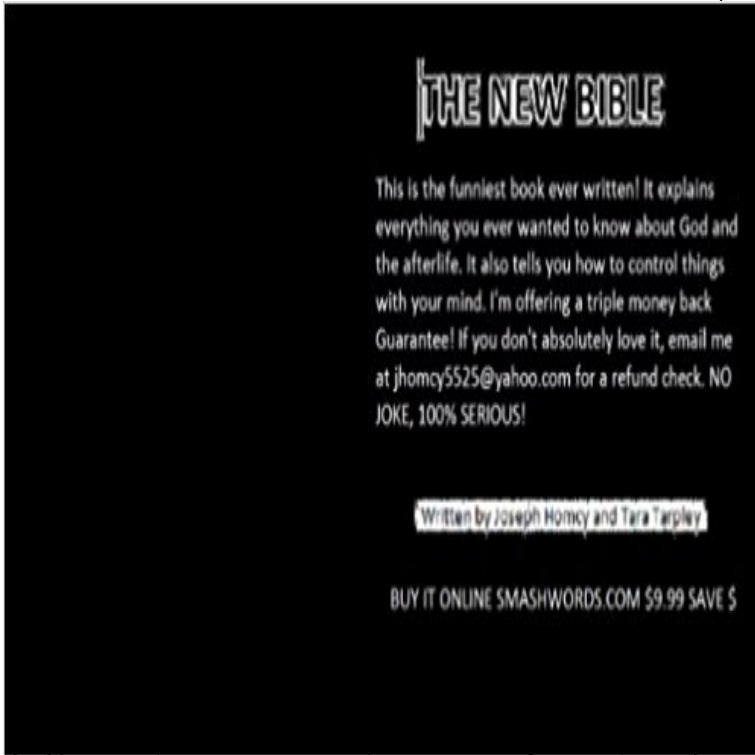 THE NEW BIBLE
This is the funniest book ever written! It explains
everything you ever wanted to know about God and
the afterlife. It also tells you how to control things
with your mind. I'm offering a triple money back
Guarantee! If you don't absolutely love it, email me
at jhomcy5525@yahoo.com for a refund check. NO
JOKE, 100% SERIOUS!
Written by Joseph Homcy and Tara Tarpley
BUY IT ONLINE SMASHWORDS.COM $9.99 SAVE $